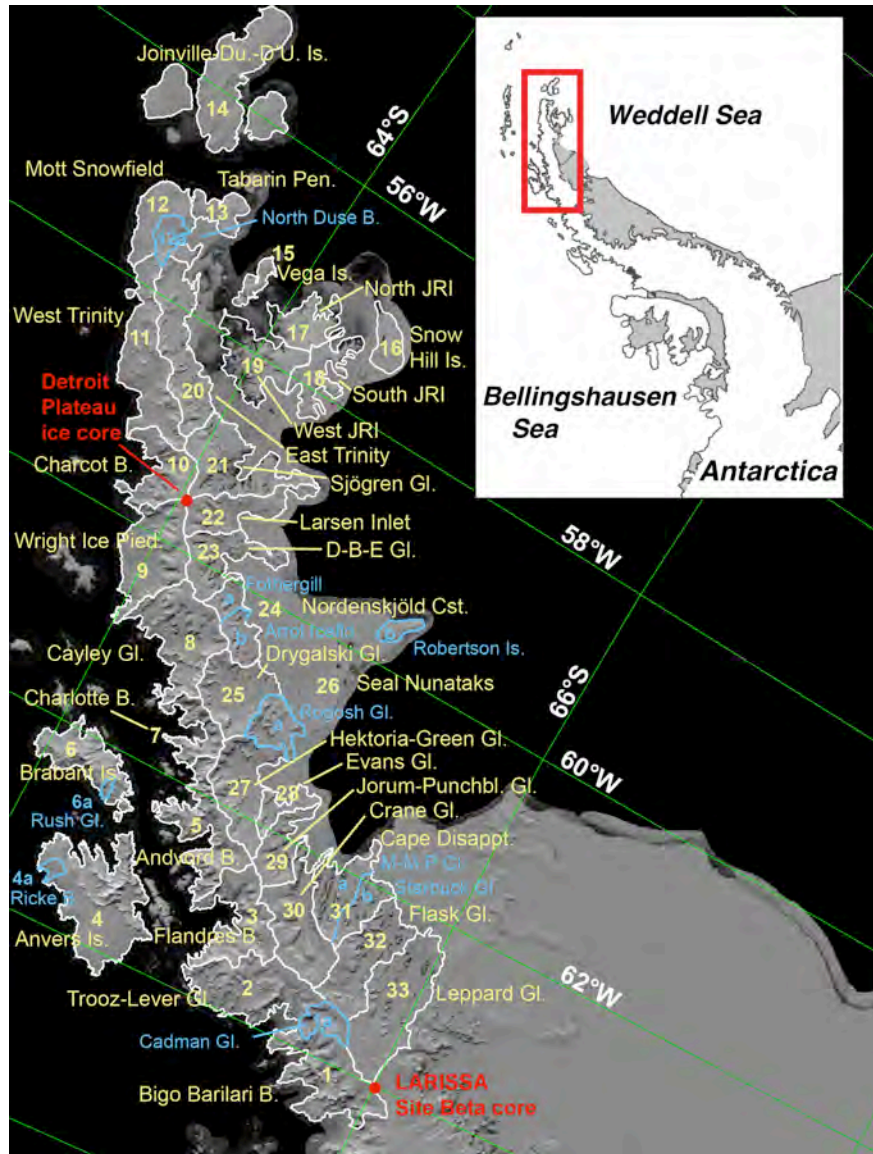 Joinville-Du.-D'U. Is.
14
64°S
Weddell Sea
Mott Snowfield
Tabarin Pen.
56°W
12
13
North Duse B.
15
Vega Is.
North JRI
West Trinity
11
17
Snow
Hill Is.
16
19
18
South JRI
Detroit
Plateau
ice core
20
West JRI
East Trinity
Bellingshausen
Sea
Antarctica
Charcot B.
10
21
Sjögren Gl.
22
Larsen Inlet
58°W
Wright Ice Pied.
23
D-B-E Gl.
9
Fothergill
a
24
Nordenskjöld Cst.
b
Drygalski Gl.
Robertson Is.
Cayley Gl.
8
25
26
Seal Nunataks
66°S
Charlotte B.
7
Rogosh Gl.
a
Hektoria-Green Gl.
60°W
6
Brabant Is.
27
Evans Gl.
28
6a
Rush Gl.
Jorum-Punchbl. Gl.
5
Crane Gl.
Andvord B.
29
Cape Disappt.
4a
Ricke B.
M-M-P Gl.
a
b
Starbuck Gl.
4
30
31
Anvers Is.
3
Flask Gl.
Flandres B.
32
62°W
Trooz-Lever Gl.
2
33
Leppard Gl.
Cadman Gl.
1
LARISSA
Site Beta core
Bigo Barilari B.